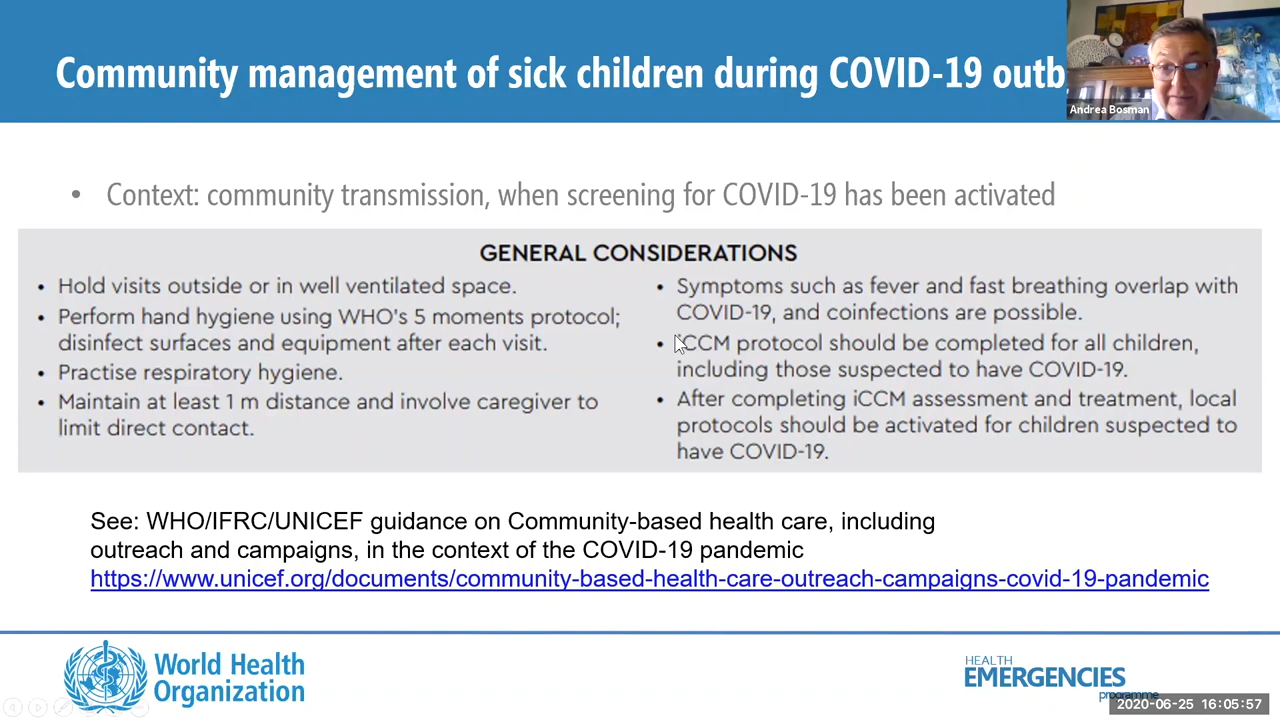 Community management of sick children during COVID-19 outb
Andrea Bosman
• Context: community transmission, when screening for COVID-19 has been activated
GENERAL CONSIDERATIONS
• Hold visits outside or in well ventilated space.
• Perform hand hygiene using WHO's 5 moments protocol;
disinfect surfaces and equipment after each visit.
• Practise respiratory hygiene.
• Maintain at least 1 m distance and involve caregiver to
limit direct contact.
• Symptoms such as fever and fast breathing overlap with
COVID-19, and coinfections are possible.
• iCCM protocol should be completed for all children,
including those suspected to have COVID-19.
• After completing iCCM assessment and treatment, local
protocols should be activated for children suspected to
have COVID-19.
See: WHO/IFRC/UNICEF guidance on Community-based health care, including
outreach and campaigns, in the context of the COVID-19 pandemic
https://www.unicef.org/documents/community-based-health-care-outreach-campaigns-covid-19-pandemic
World Health
Organization
HEALTH
EMERGENCIES
programme
2020-06-25 16:05:57